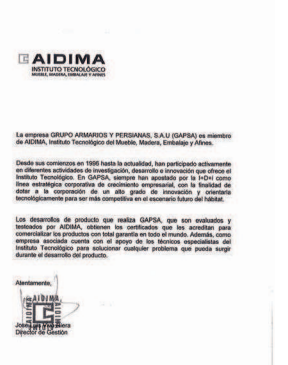 AIDIMA
INSTITUTO TECNOLÓGICO
MUEBLE, MADERA, EMBALAJE Y AFINES
La empresa GRUPO ARMARIOS Y PERSIANAS, S.A.U (GAPSA) es miembro
de AIDIMA, Instituto Tecnológico del Mueble, Madera, Embalaje y Afines.
Desde sus comienzos en 1995 hasta la actualidad, han participado activamente
en diferentes actividades de investigación, desarrollo e innovación que ofrece el
Instituto Tecnológico. En GAPSA, siempre han apostado por la I+D+I como
línea estratégica corporativa de crecimiento empresarial, con la finalidad de
dotar a la corporación de un alto grado de innovación y orientarla
tecnológicamente para ser más competitiva en el escenario futuro del hábitat.
Los desarrollos de producto que realiza GAPSA, que son evaluados y
testeados por AIDIMA, obtienen los certificados que les acreditan para
comercializar los productos con total garantía en todo el mundo. Además, como
empresa asociada cuenta con el apoyo de los técnicos especialistas del
Instituto Tecnológico para solucionar cualquier problema que pueda surgir
durante el desarrollo del producto.
Atentamente,
AIDIMA
José Luis
Director de Gestión